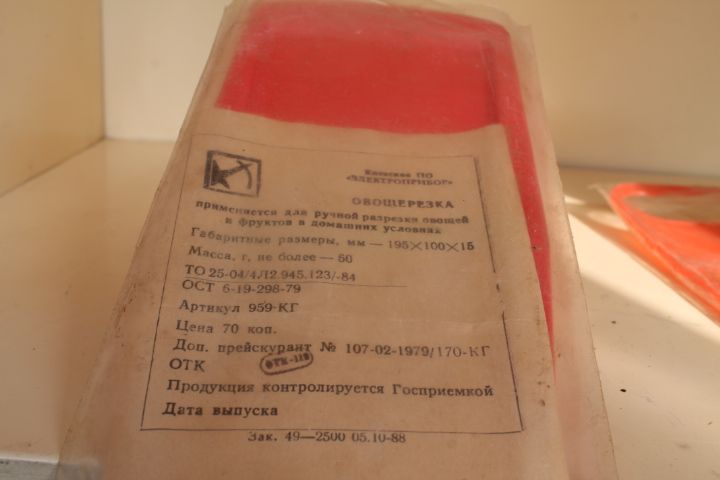 Киевское ПО
«ЭЛЕКТРОПРИБОР»
ОВОЩЕРЕЗКА
применяется для ручной разрезки овощей
и фруктов в домашних условиях
Габаритные размеры, мм — 195×100×15
Масса, г, не более — 60
ТО 25-04/4Л2.945.123/-84
ОСТ 6-19-298-79
Артикул 959-КГ
Цена 70 коп.
Доп. прейскурант № 107-02-1979/170-КГ
ОТК ОТК-113
Продукция контролируется Госприемкой
Дата выпуска
Зак. 49—2500 05.10-88